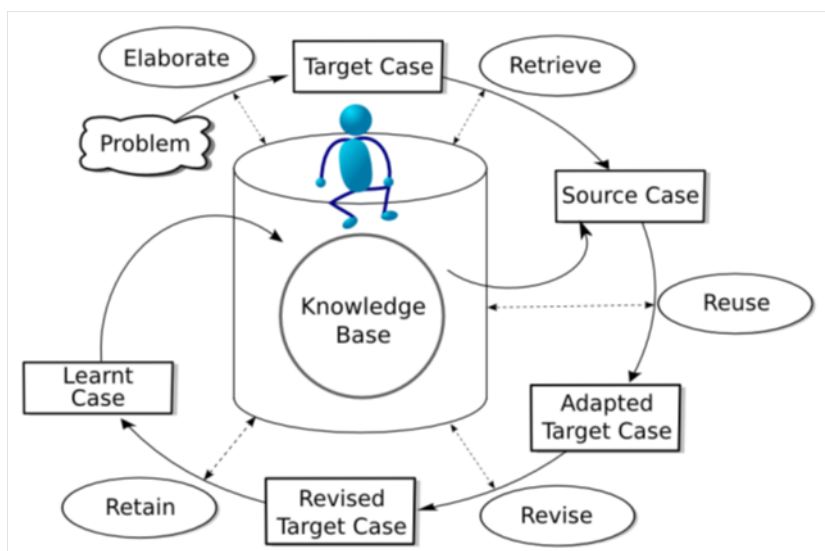 Elaborate
Target Case
Retrieve
Problem
Source Case
Knowledge
Base
Reuse
Learnt
Case
Adapted
Target Case
Retain
Revised
Target Case
Revise